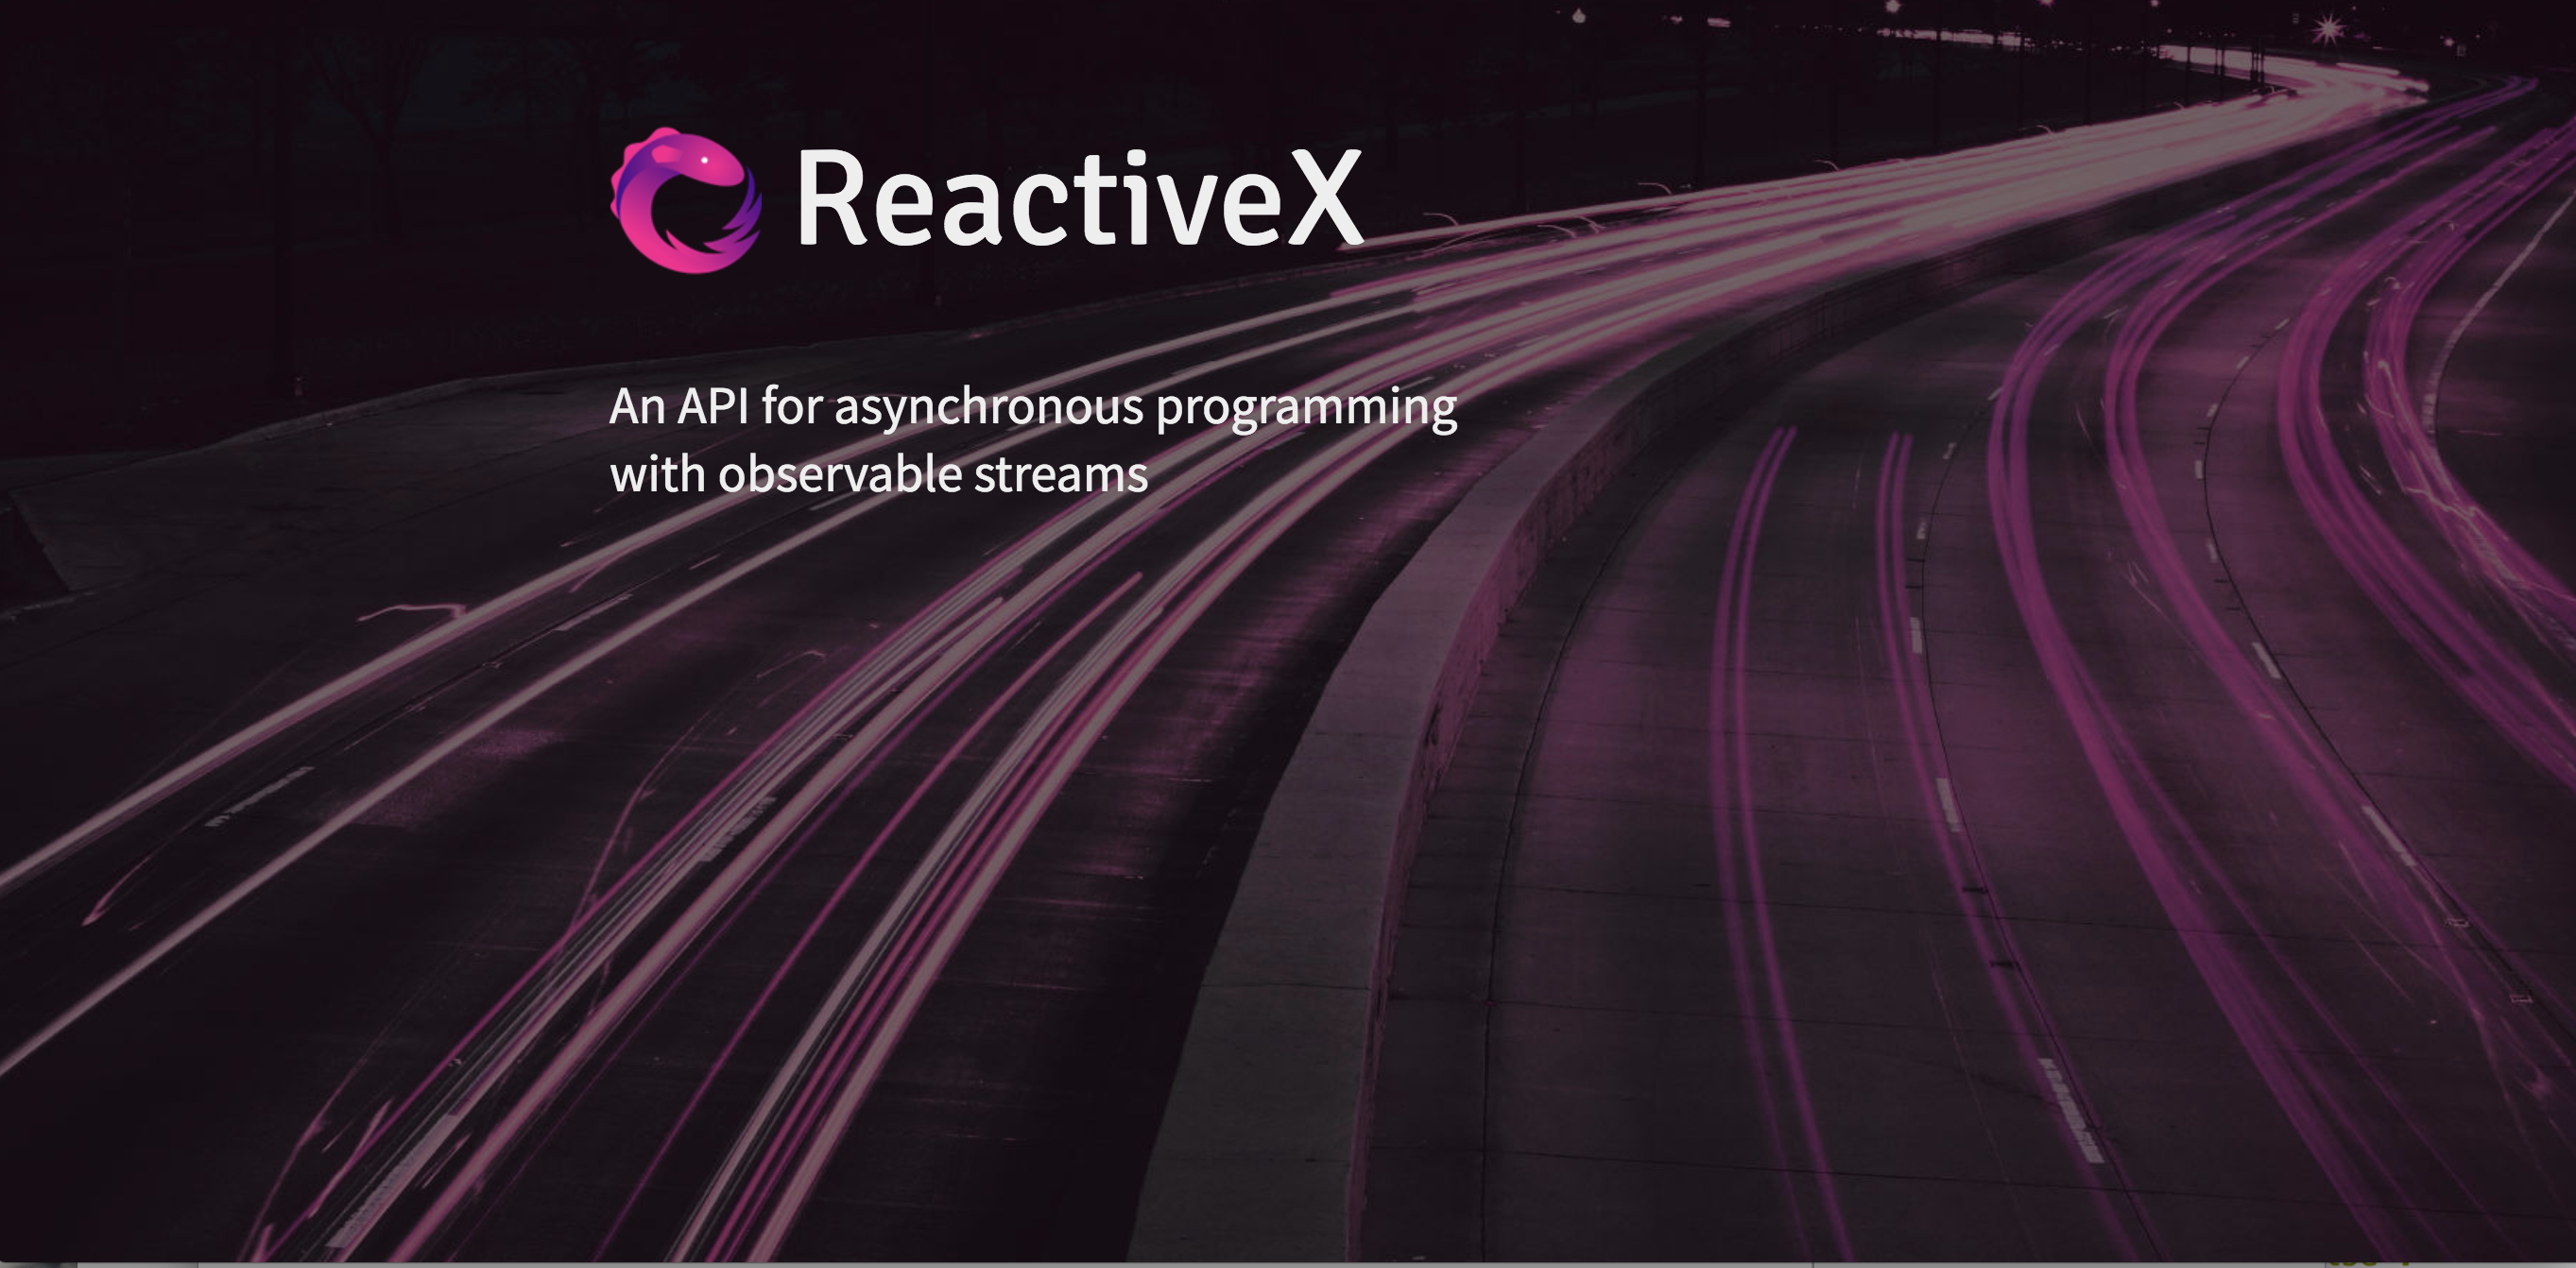 ReactiveX
An API for asynchronous programming
with observable streams